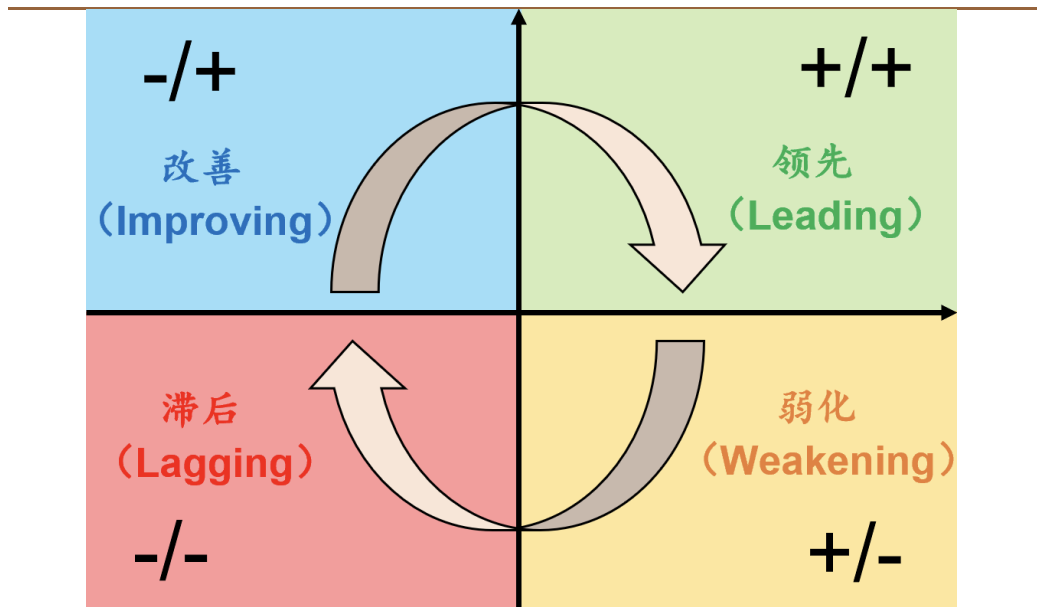 -/+
改善
（Improving）
+/+
领先
（Leading）
滞后
（Lagging）
-/-
弱化
（Weakening）
+/-